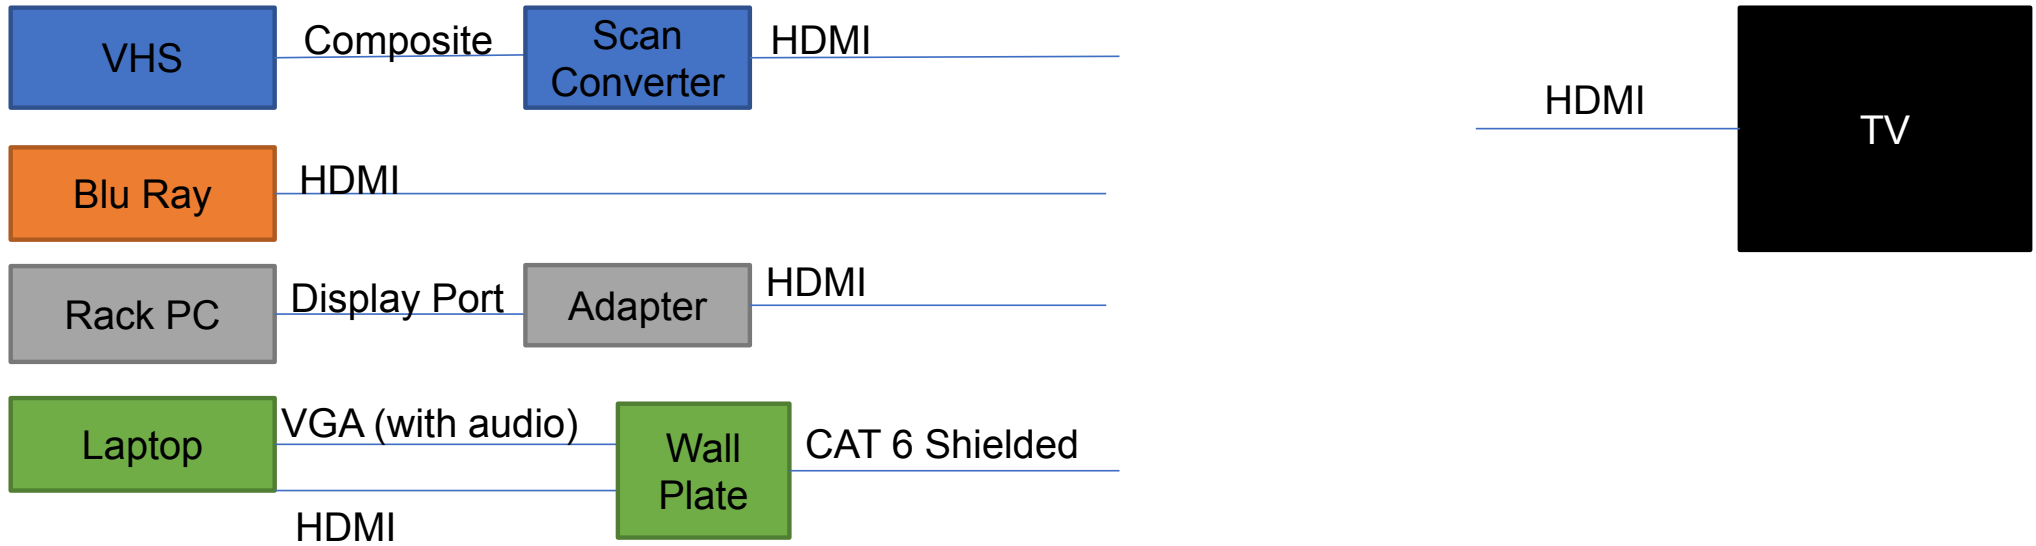 VHS
Composite
Scan
Converter
HDMI
HDMI
TV
Blu Ray
HDMI
Rack PC
Display Port
Adapter
HDMI
Laptop
VGA (with audio)
HDMI
Wall
Plate
CAT 6 Shielded